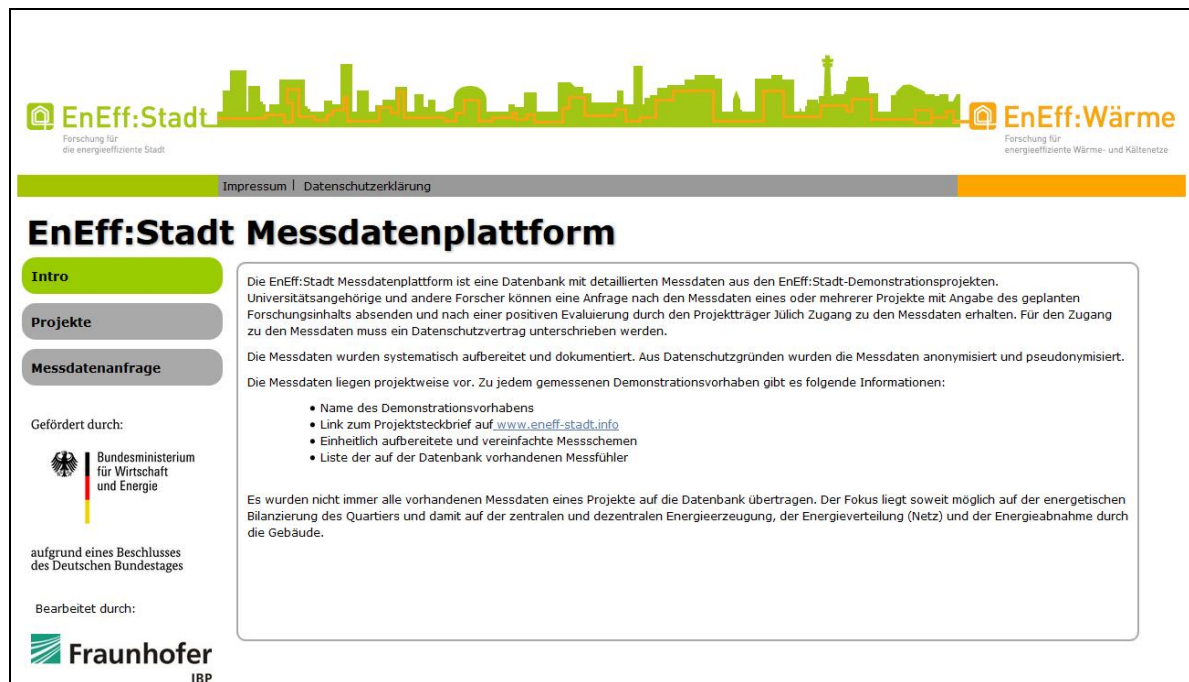 EnEff:Stadt
Forschung für
die energieeffiziente Stadt
EnEff:Wärme
Forschung für
energieeffiziente Wärme- und Kältenetze
Impressum | Datenschutzerklärung
EnEff:Stadt Messdatenplattform
Intro
Projekte
Messdatenanfrage
Gefördert durch:
Bundesministerium
für Wirtschaft
und Energie
aufgrund eines Beschlusses
des Deutschen Bundestages
Bearbeitet durch:
Fraunhofer
IBP
Die EnEff:Stadt Messdatenplattform ist eine Datenbank mit detaillierten Messdaten aus den EnEff:Stadt-Demonstrationsprojekten.
Universitätsangehörige und andere Forscher können eine Anfrage nach den Messdaten eines oder mehrerer Projekte mit Angabe des geplanten
Forschungsinhalts absenden und nach einer positiven Evaluierung durch den Projektträger Jülich Zugang zu den Messdaten erhalten. Für den Zugang
zu den Messdaten muss ein Datenschutzvertrag unterschrieben werden.
Die Messdaten wurden systematisch aufbereitet und dokumentiert. Aus Datenschutzgründen wurden die Messdaten anonymisiert und pseudonymisiert.
Die Messdaten liegen projektweise vor. Zu jedem gemessenen Demonstrationsvorhaben gibt es folgende Informationen:
• Name des Demonstrationsvorhabens
• Link zum Projektsteckbrief auf www.eneff-stadt.info
• Einheitlich aufbereitete und vereinfachte Messschemen
• Liste der auf der Datenbank vorhandenen Messfühler
Es wurden nicht immer alle vorhandenen Messdaten eines Projekte auf die Datenbank übertragen. Der Fokus liegt soweit möglich auf der energetischen
Bilanzierung des Quartiers und damit auf der zentralen und dezentralen Energieerzeugung, der Energieverteilung (Netz) und der Energieabnahme durch
die Gebäude.